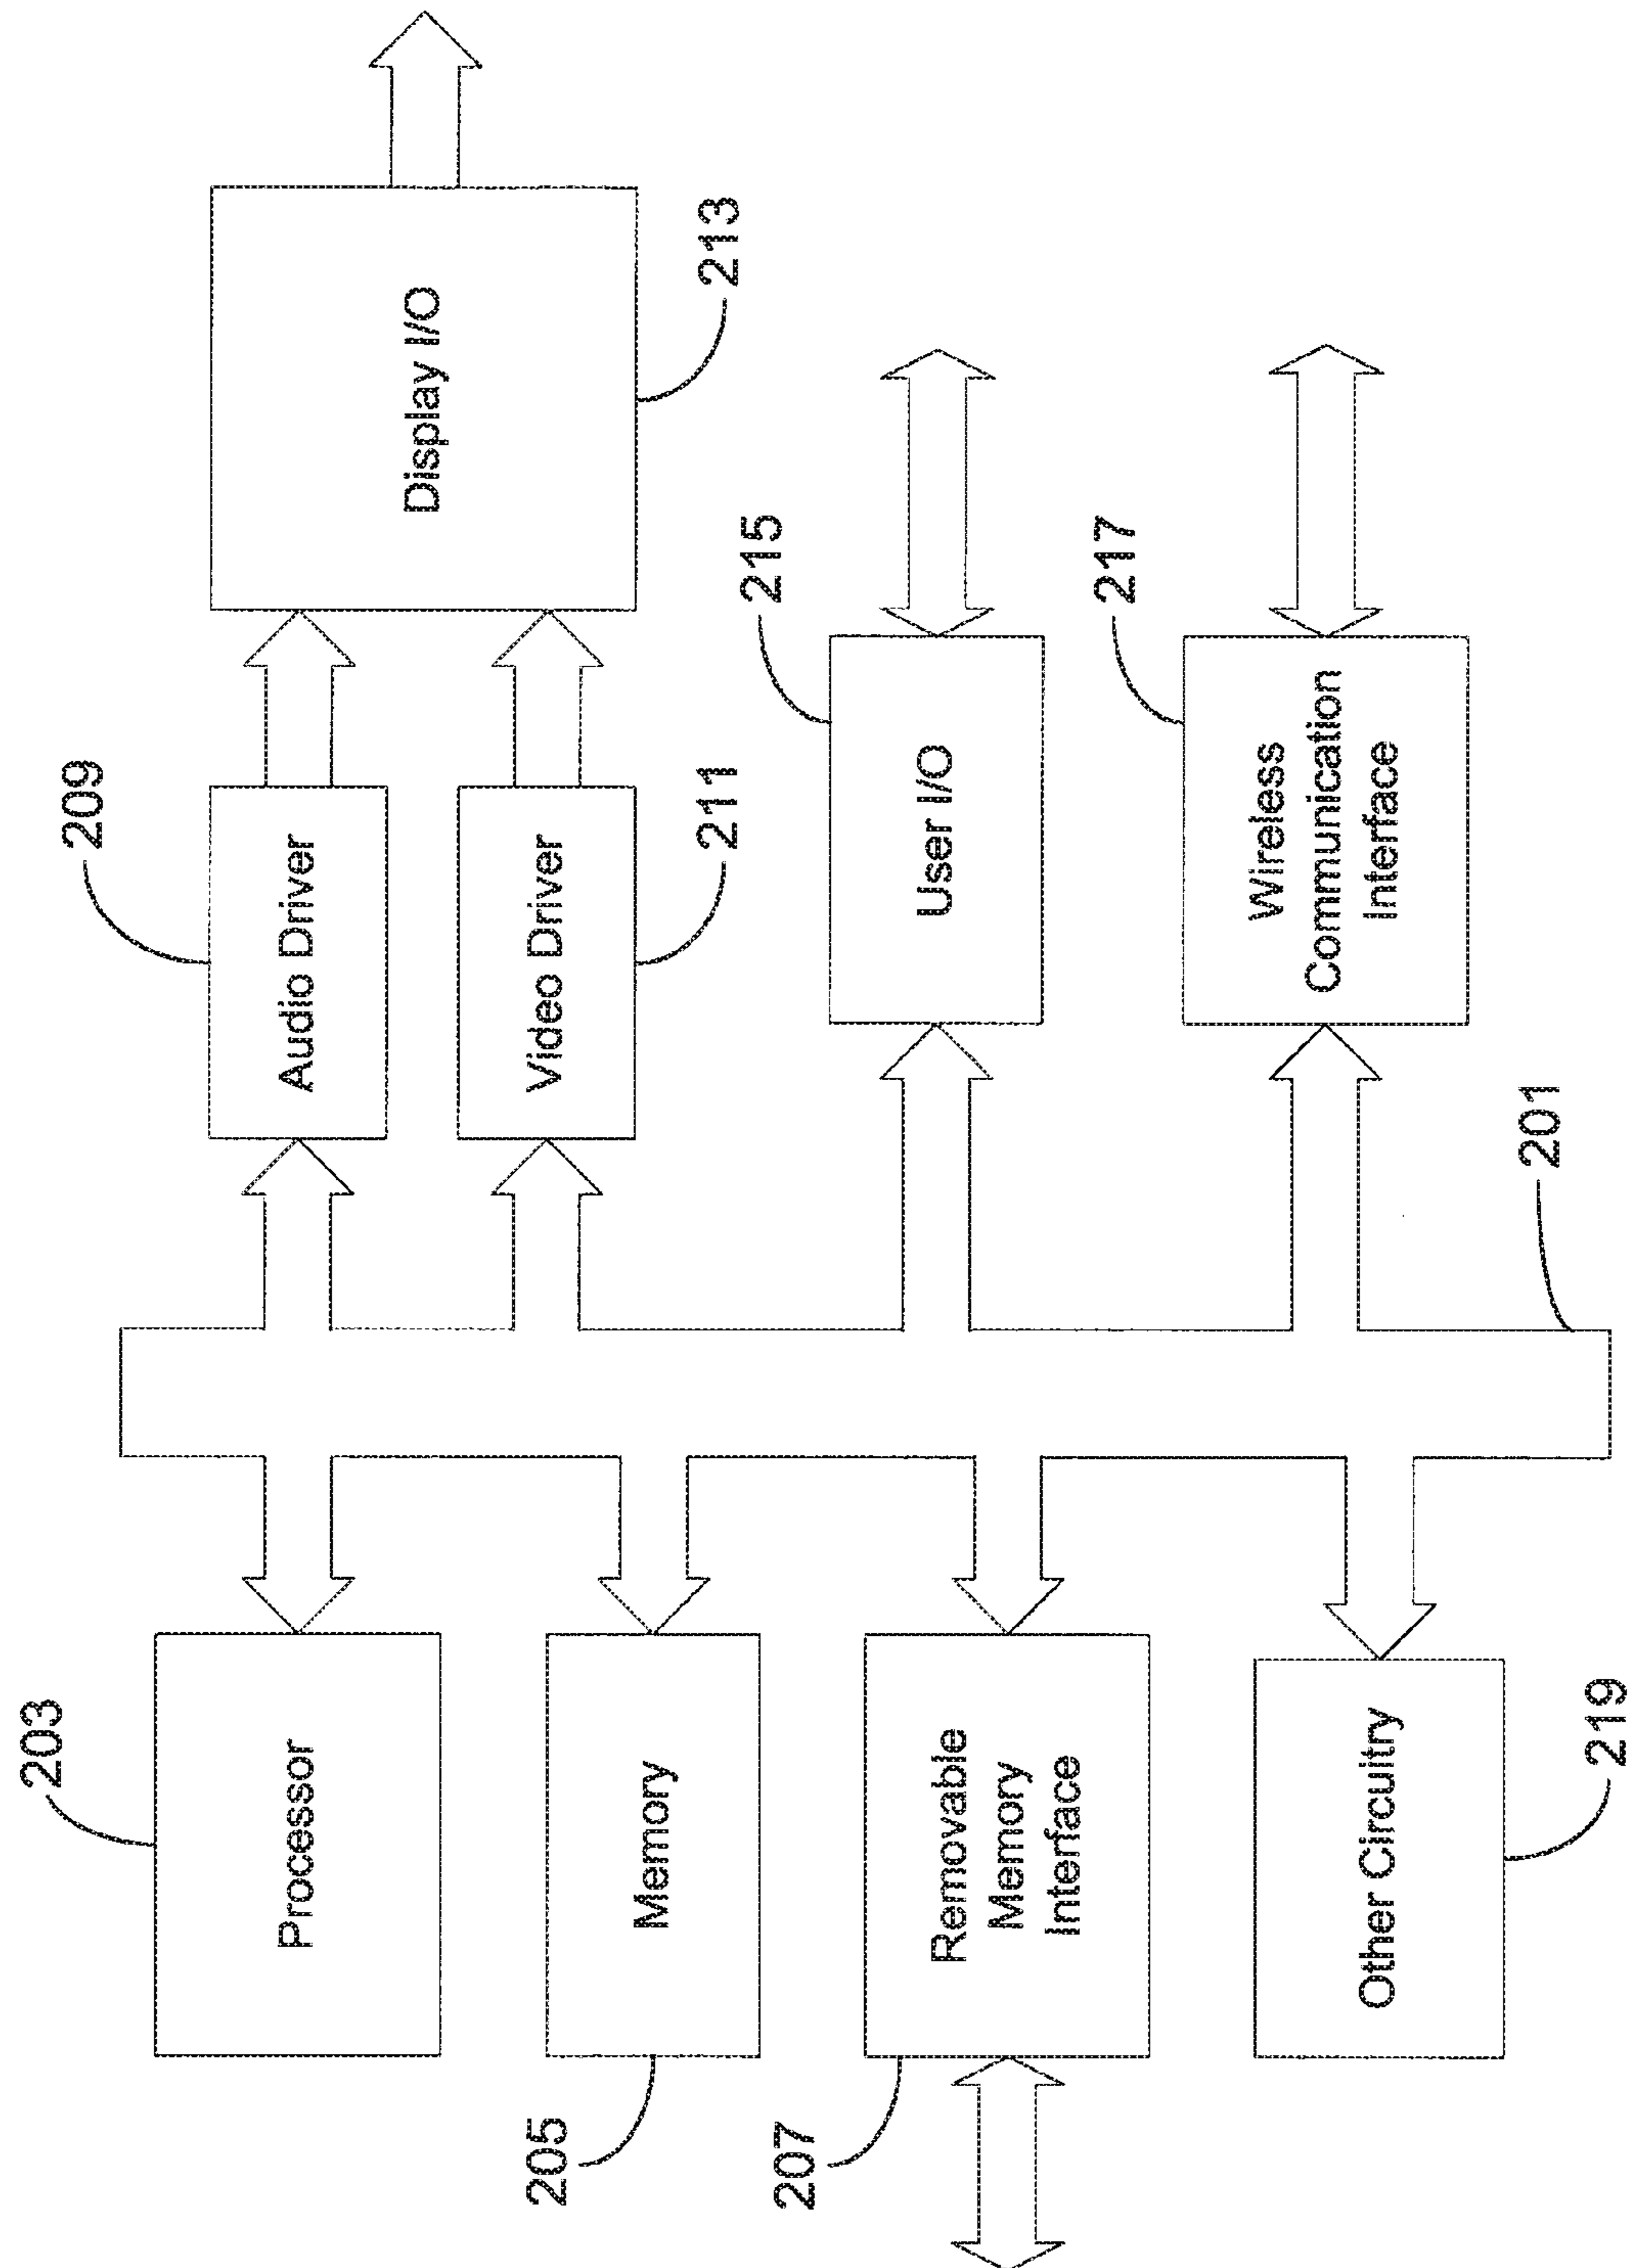 203
Processor
209
Audio Driver
Video Driver
211
Display I/O
213
205
Memory
215
User I/O
207
Removable
Memory
Interface
217
Wireless
Communication
Interface
Other Circuitry
219
201